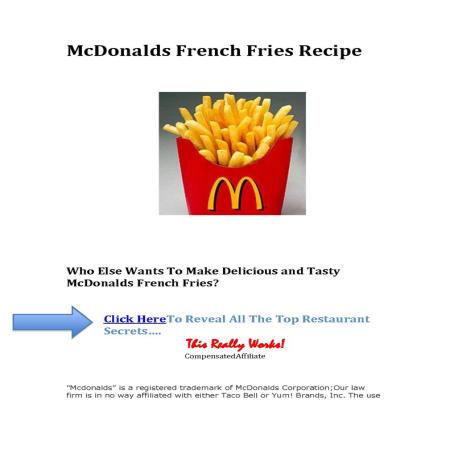 McDonalds French Fries Recipe
Who Else Wants To Make Delicious and Tasty
McDonalds French Fries?
Click HereTo Reveal All The Top Restaurant
Secrets....
This Really Works!
CompensatedAffiliate
"Mcdonalds" is a registered trademark of McDonalds Corporation;Our law
firm is in no way affiliated with either Taco Bell or Yum! Brands, Inc. The use